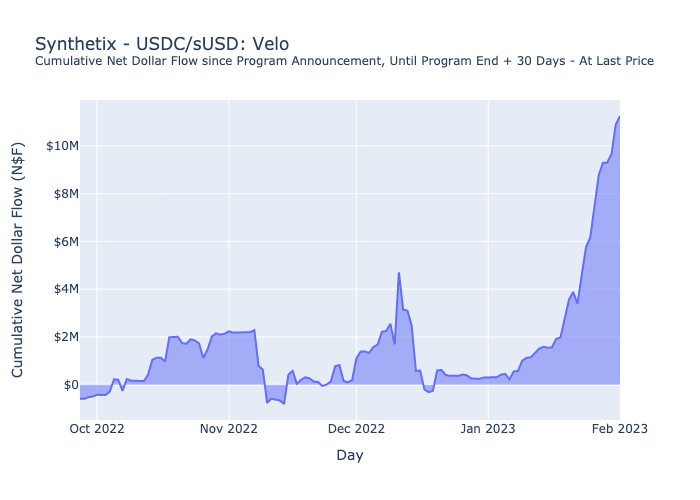 Synthetix - USDC/sUSD: Velo
Cumulative Net Dollar Flow since Program Announcement, Until Program End + 30 Days - At Last Price
Cumulative Net Dollar Flow (N$F)
$10M
$8M
$6M
$4M
$2M
$0
Oct 2022 Nov 2022 Dec 2022 Jan 2023 Feb 2023
Day